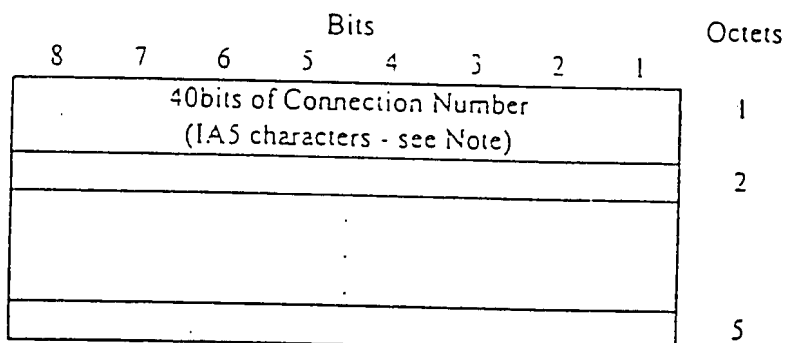 Bits
Octets
8 7 6 5 4 3 2 1
40bits of Connection Number
1
(IA5 characters - see Note)
2
.
.
.
5